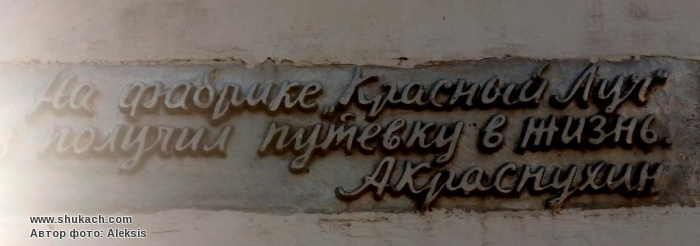 На фабрике „Красный Луч"
я получил путевку в жизнь.
А Краснухин
www.shukach.com
Автор фото: Aleksis